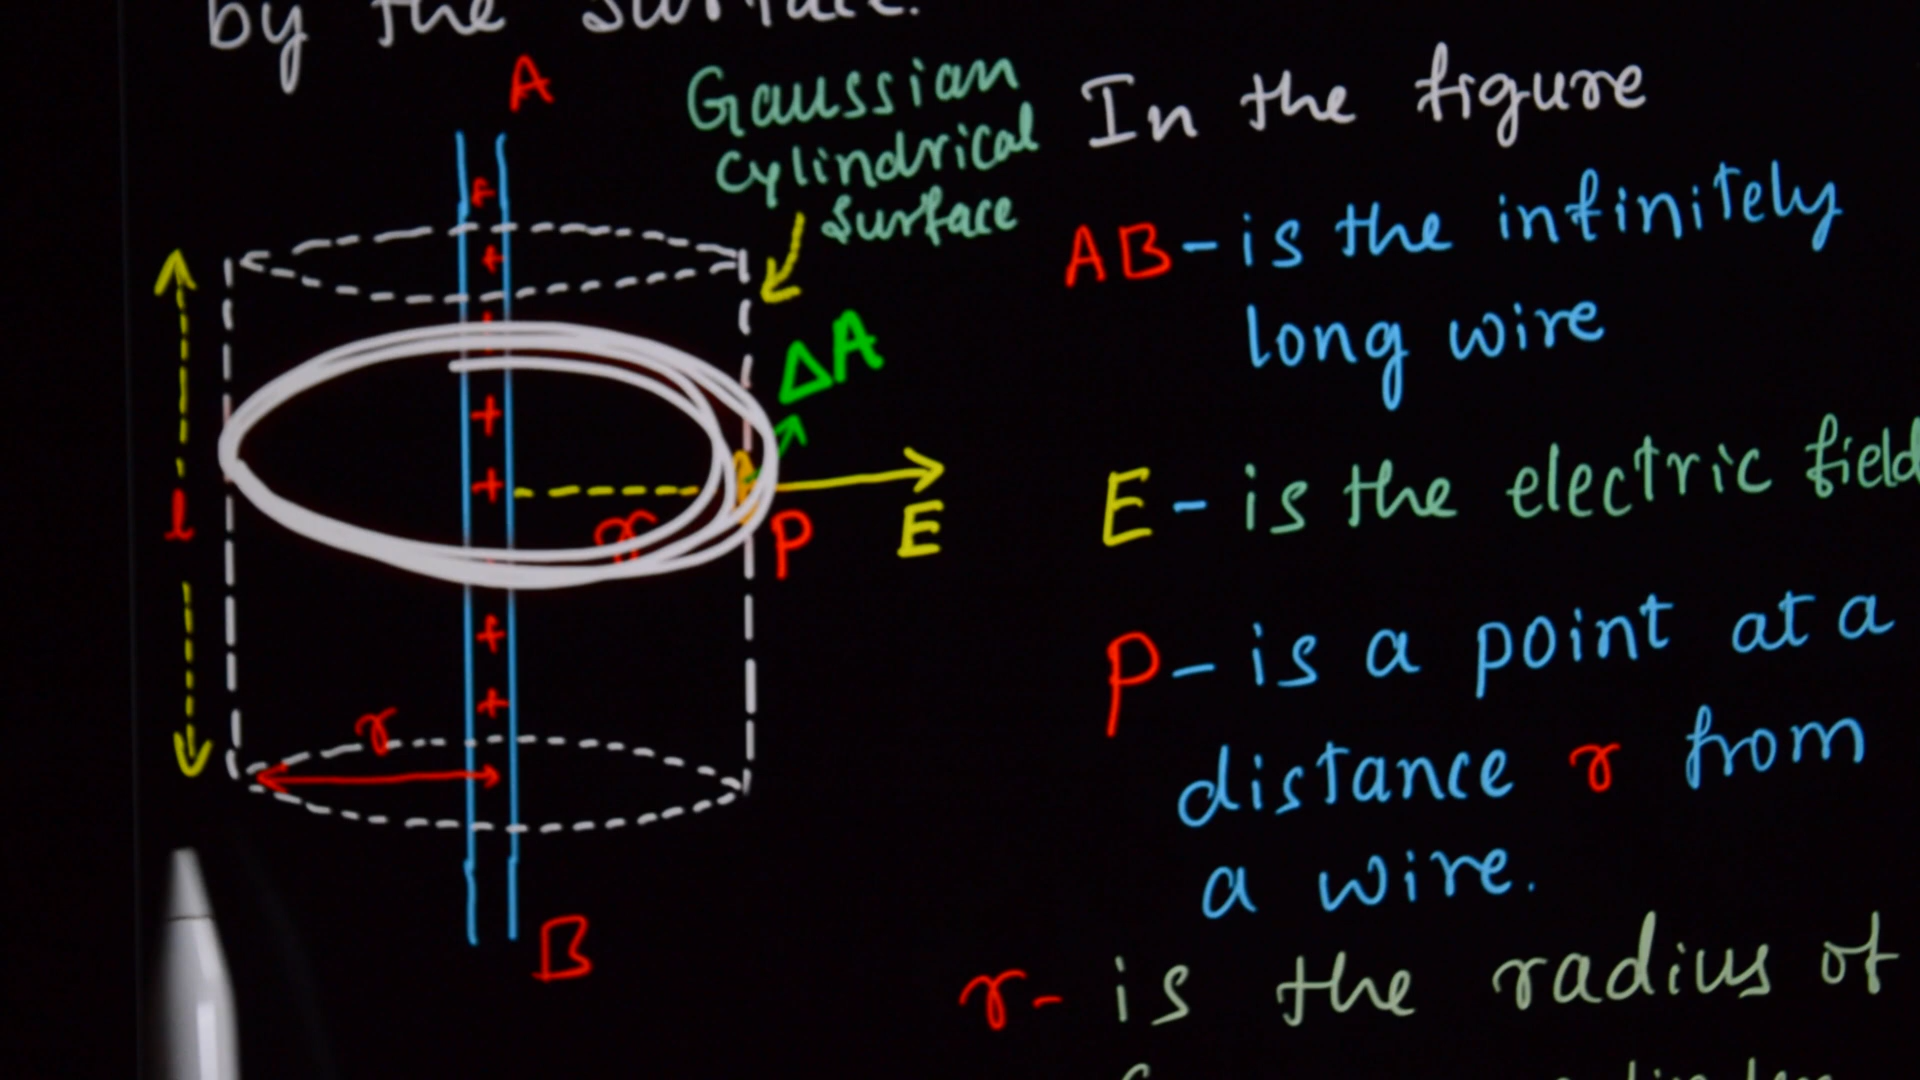 by the surface.
A
Gaussian
Cylindrical
Surface
ΔA
l
r
P
E
r
B
In the figure
AB - is the infinitely
long wire
E - is the electric field
P - is a point at a
distance r from
a wire.
r - is the radius of